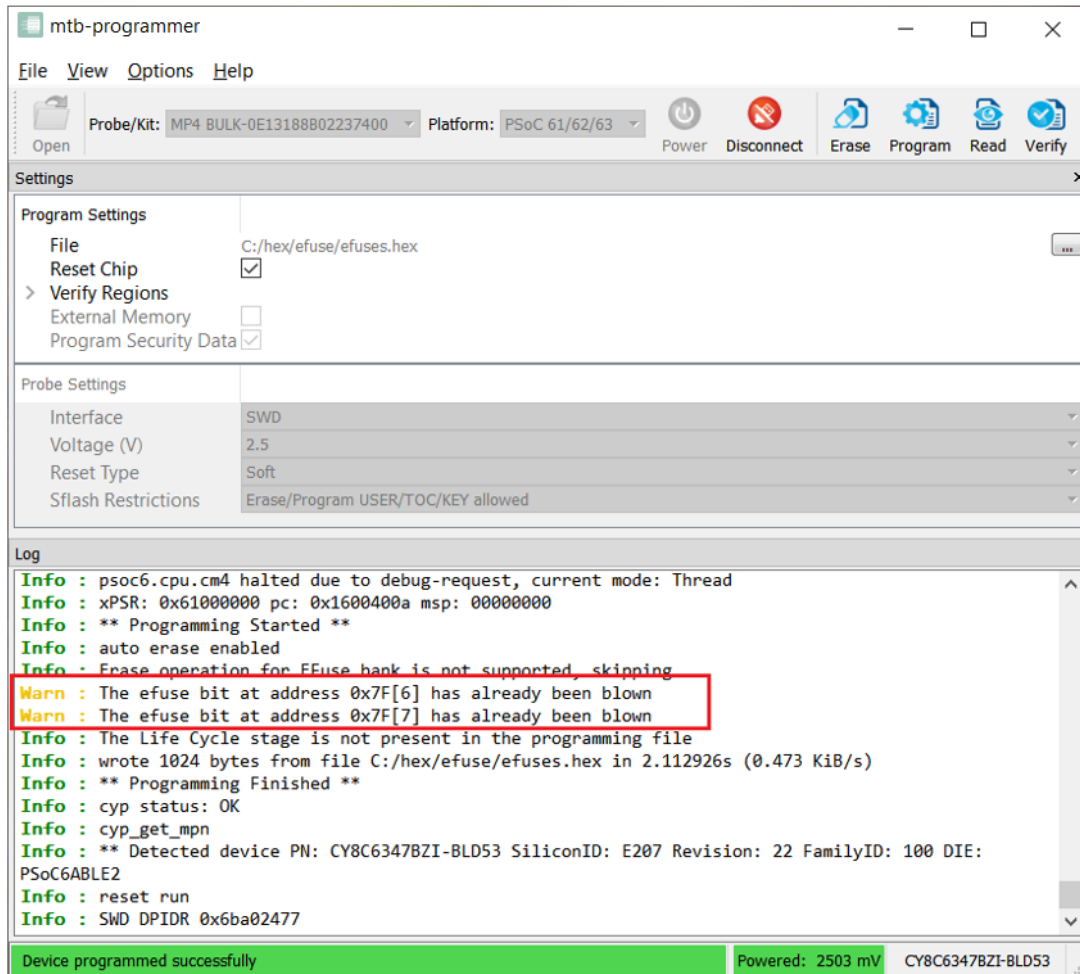 mtb-programmer
File View Options Help
Open Probe/Kit: MP4 BULK-0E13188B02237400 Platform: PSoC 61/62/63 Power Disconnect Erase Program Read Verify
Settings
Program Settings
File C:/hex/efuse/efuses.hex ...
Reset Chip
Verify Regions
External Memory
Program Security Data
Probe Settings
Interface SWD
Voltage (V) 2.5
Reset Type Soft
Sflash Restrictions Erase/Program USER/TOC/KEY allowed
Log
Info : psoc6.cpu.cm4 halted due to debug-request, current mode: Thread
Info : xPSR: 0x61000000 pc: 0x1600400a msp: 00000000
Info : ** Programming Started **
Info : auto erase enabled
Info : Erase operation for EFuse bank is not supported, skipping
Warn : The efuse bit at address 0x7F[6] has already been blown
Warn : The efuse bit at address 0x7F[7] has already been blown
Info : The Life Cycle stage is not present in the programming file
Info : wrote 1024 bytes from file C:/hex/efuse/efuses.hex in 2.112926s (0.473 KiB/s)
Info : ** Programming Finished **
Info : cyp status: OK
Info : cyp_get_mpn
Info : ** Detected device PN: CY8C6347BZI-BLD53 SiliconID: E207 Revision: 22 FamilyID: 100 DIE:
PSoC6ABLE2
Info : reset run
Info : SWD DPIDR 0x6ba02477
Device programmed successfully Powered: 2503 mV CY8C6347BZI-BLD53